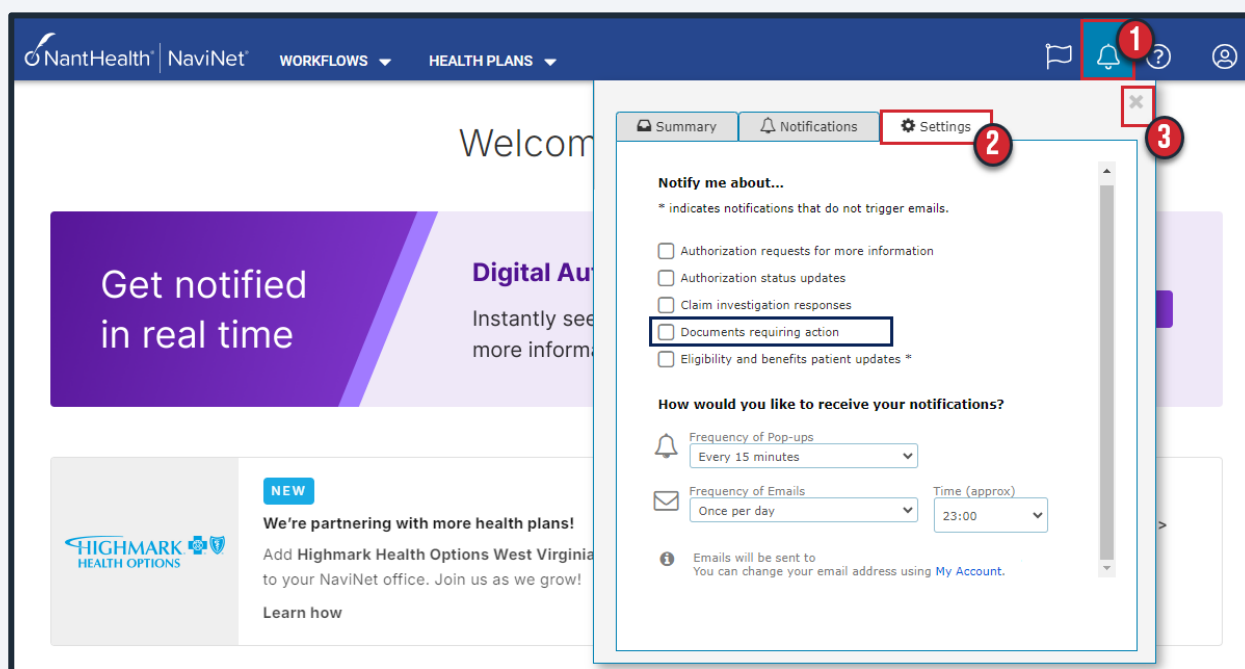 NantHealth® NaviNet® WORKFLOWS HEALTH PLANS
1
Summary Notifications Settings
2
3
Welcom
Notify me about...
* indicates notifications that do not trigger emails.
Authorization requests for more information
Authorization status updates
Claim investigation responses
Documents requiring action
Eligibility and benefits patient updates *
How would you like to receive your notifications?
Frequency of Pop-ups
Every 15 minutes
Frequency of Emails Time (approx)
Once per day 23:00
Emails will be sent to
You can change your email address using My Account.
Get notified
in real time
Digital Au
Instantly see
more informa
HIGHMARK
HEALTH OPTIONS
NEW
We're partnering with more health plans!
Add Highmark Health Options West Virginia
to your NaviNet office. Join us as we grow!
Learn how
>